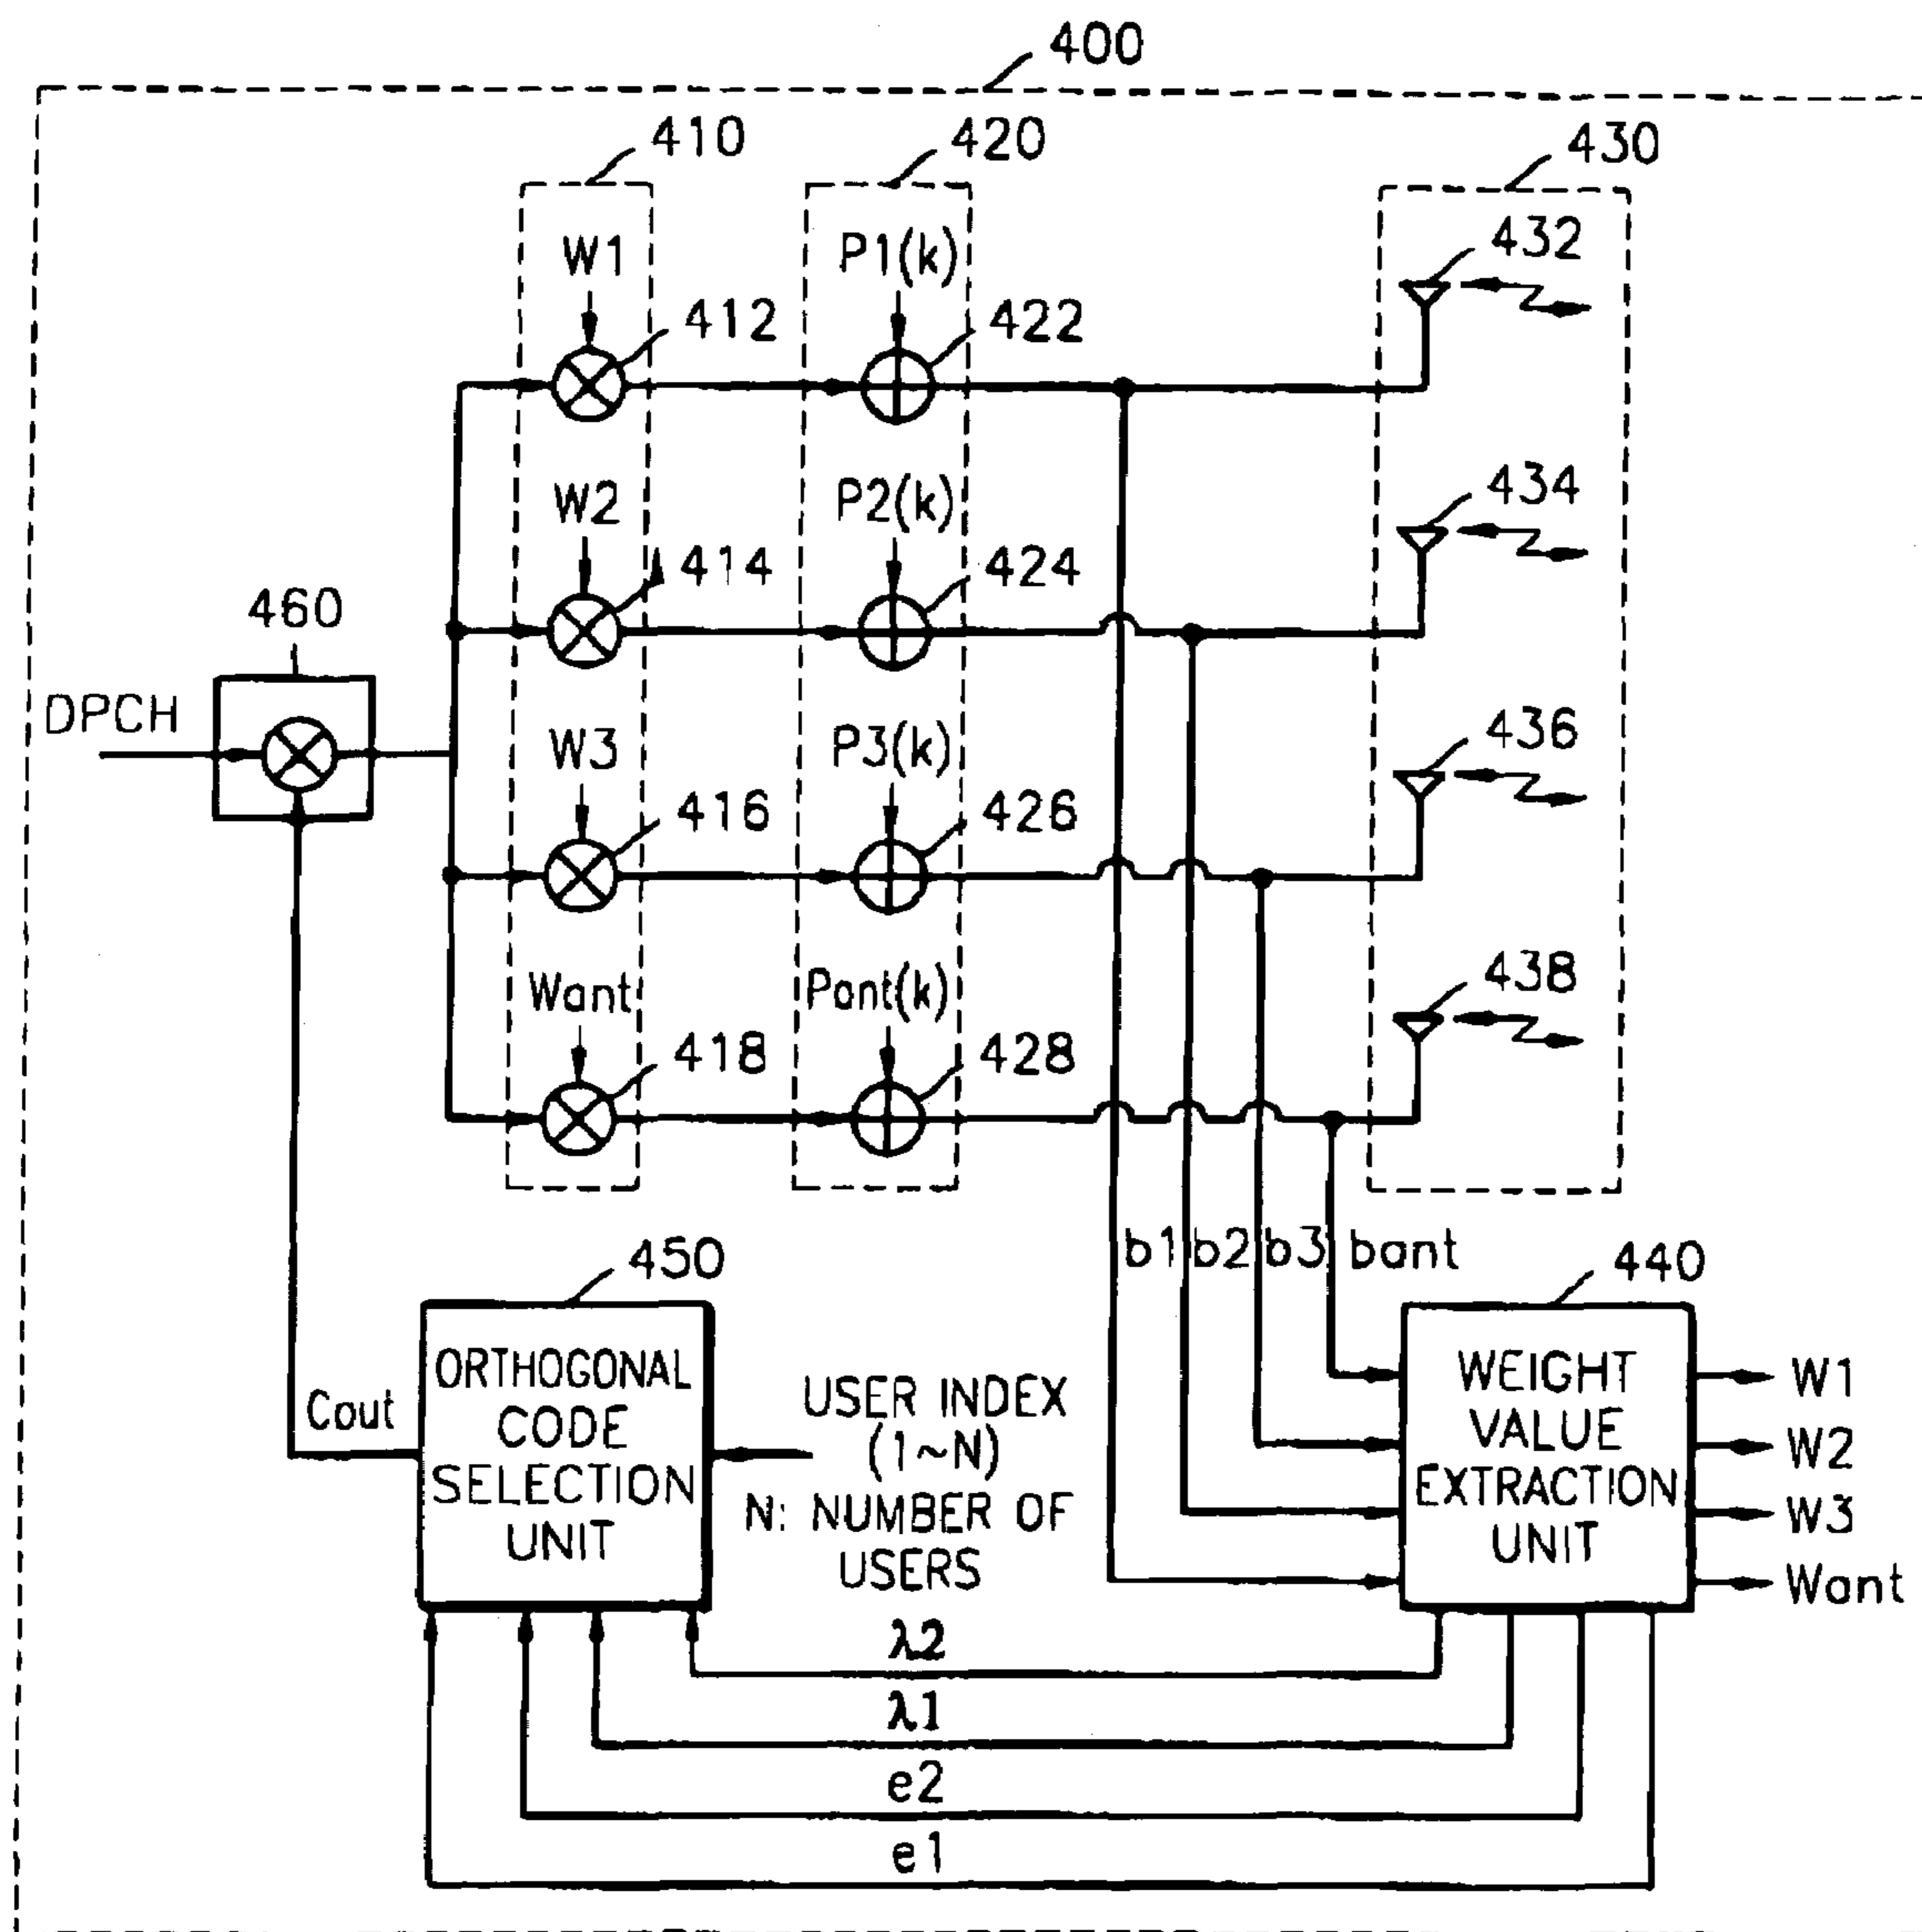 400
410
420
430
W1
P1(k)
432
412
422
W2
P2(k)
434
414
424
460
DPCH
W3
P3(k)
436
416
426
Want
Pant(k)
438
418
428
b1 b2 b3 bant
450
440
ORTHOGONAL
CODE
SELECTION
UNIT
Cout
USER INDEX
(1~N)
N: NUMBER OF
USERS
WEIGHT
VALUE
EXTRACTION
UNIT
W1
W2
W3
Want
λ2
λ1
e2
e1